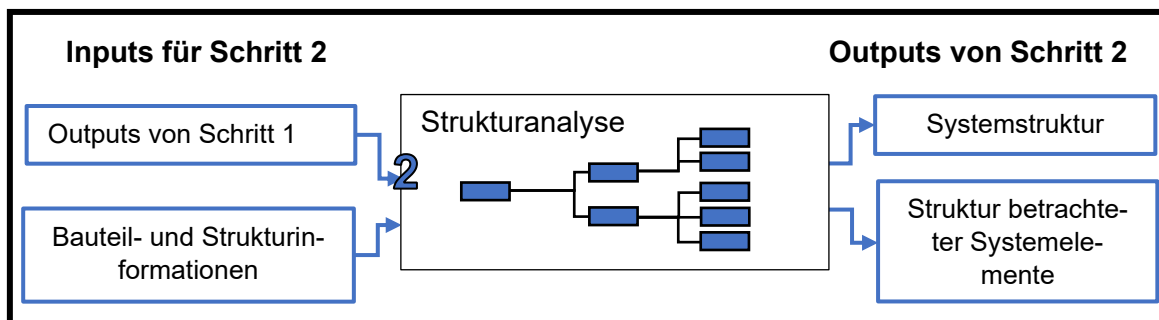 Inputs für Schritt 2
Outputs von Schritt 2
Outputs von Schritt 1
Bauteil- und Strukturin-
formationen
2
Strukturanalyse
Systemstruktur
Struktur betrachte-
ter Systemele-
mente